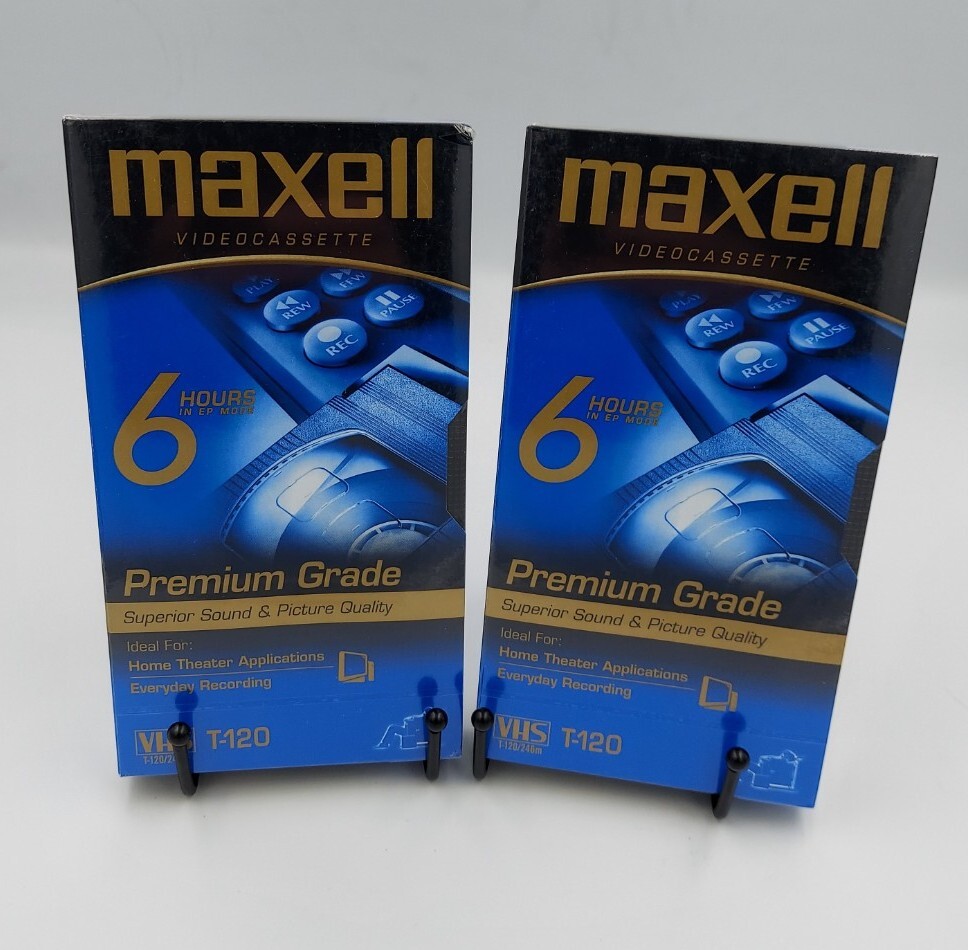 maxell
VIDEOCASSETTE
PLAY
REW
FFW
PAUSE
REC
6 HOURS
IN EP MODE
Premium Grade
Superior Sound & Picture Quality
Ideal For:
Home Theater Applications
Everyday Recording
VHS T-120
maxell
VIDEOCASSETTE
PLAY
REW
FFW
PAUSE
REC
6 HOURS
IN EP MODE
Premium Grade
Superior Sound & Picture Quality
Ideal For:
Home Theater Applications
Everyday Recording
VHS T-120
T-120/246m